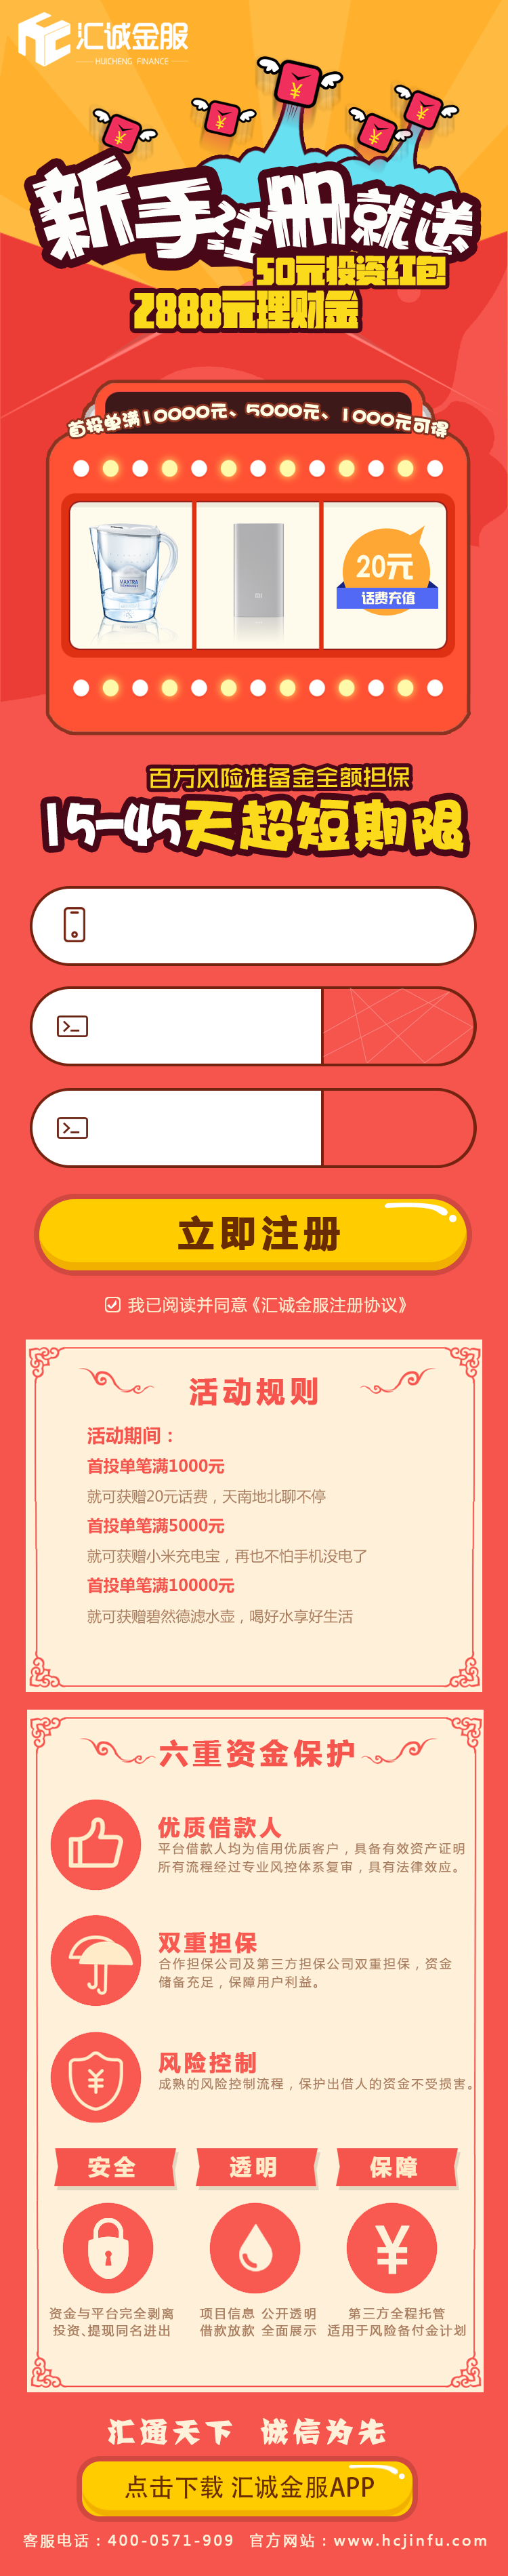 汇诚金服
HUICHENG FINANCE
新手注册就送
50元投资红包
2888元理财金
首投单满10000元、5000元、1000元可得
MAXTRA
mi
20元
话费充值
百万风险准备金全额担保
15-45天超短期限
立即注册
我已阅读并同意《汇诚金服注册协议》
活动规则
活动期间：
首投单笔满1000元
就可获赠20元话费，天南地北聊不停
首投单笔满5000元
就可获赠小米充电宝，再也不怕手机没电了
首投单笔满10000元
就可获赠碧然德滤水壶，喝好水享好生活
六重资金保护
优质借款人
平台借款人均为信用优质客户，具备有效资产证明
所有流程经过专业风控体系复审，具有法律效应。
双重担保
合作担保公司及第三方担保公司双重担保，资金
储备充足，保障用户利益。
风险控制
成熟的风险控制流程，保护出借人的资金不受损害。
安全 透明 保障
资金与平台完全剥离 项目信息 公开透明 第三方全程托管
投资、提现同名进出 借款放款 全面展示 适用于风险备付金计划
汇通天下 诚信为先
点击下载 汇诚金服APP
客服电话：400-0571-909 官方网站：www.hcjinfu.com